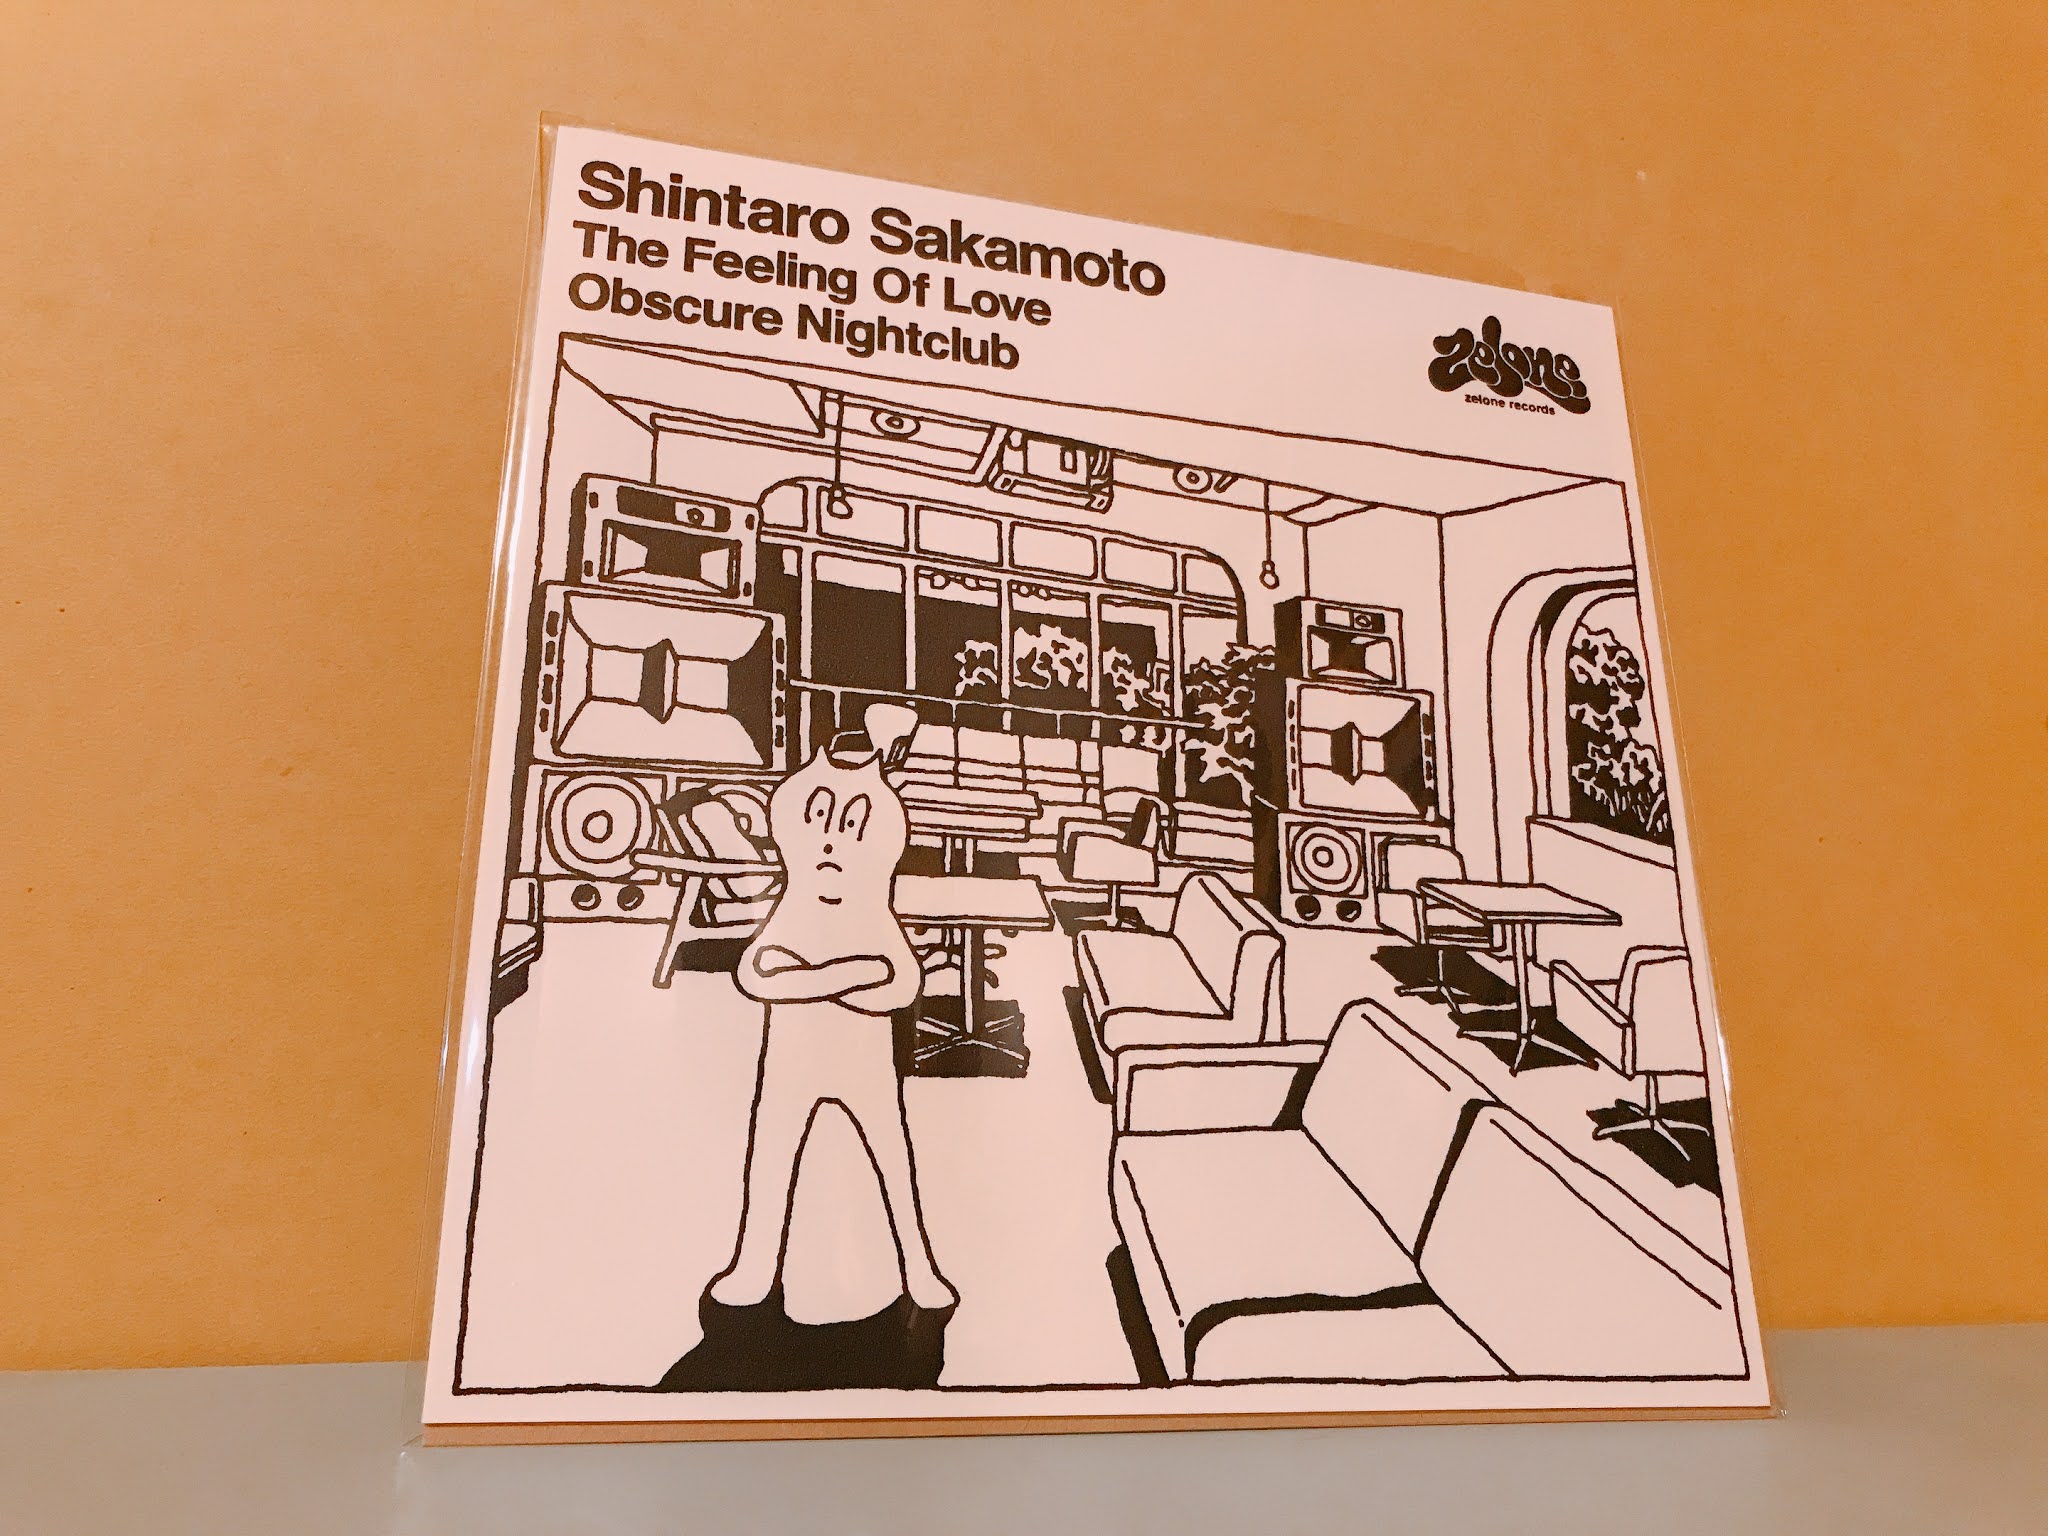 Shintaro Sakamoto
The Feeling Of Love
Obscure Nightclub
zelone
zelone records